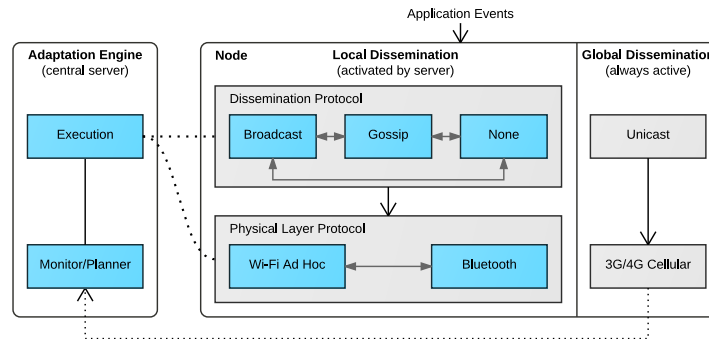 Application Events
Adaptation Engine
(central server)
Node
Local Dissemination
(activated by server)
Global Dissemination
(always active)
Dissemination Protocol
Execution
Broadcast
Gossip
None
Unicast
Physical Layer Protocol
Monitor/Planner
Wi-Fi Ad Hoc
Bluetooth
3G/4G Cellular